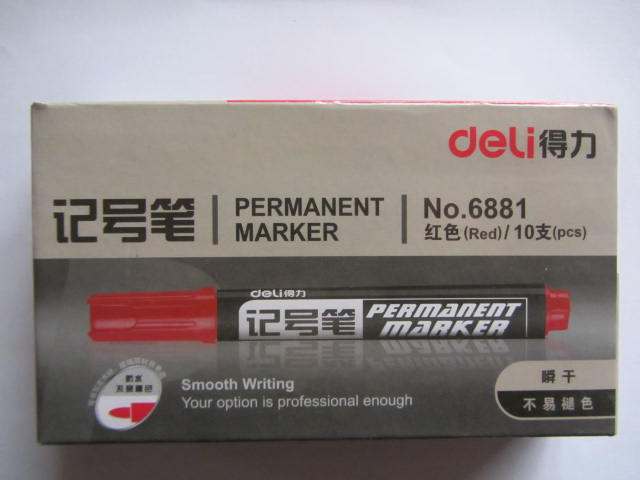 deli得力
记号笔
PERMANENT
MARKER
No.6881
红色(Red)/10支(pcs)
deli得力
记号笔
PERMANENT
MARKER
防水
Smooth Writing
Your option is professional enough
瞬干
不易褪色